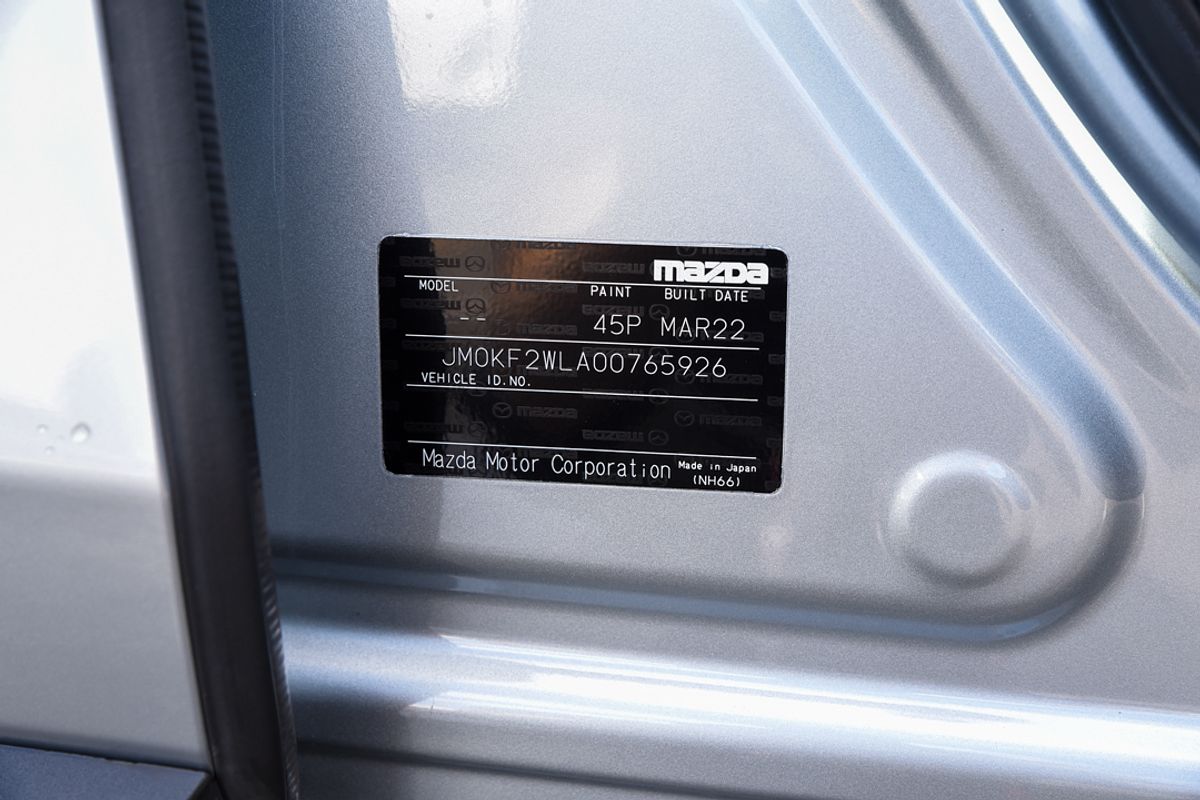 mazda
MODEL PAINT BUILT DATE
-- 45P MAR22
JM0KF2WLA00765926
VEHICLE ID.NO.
Mazda Motor Corporation Made in Japan
(NH66)